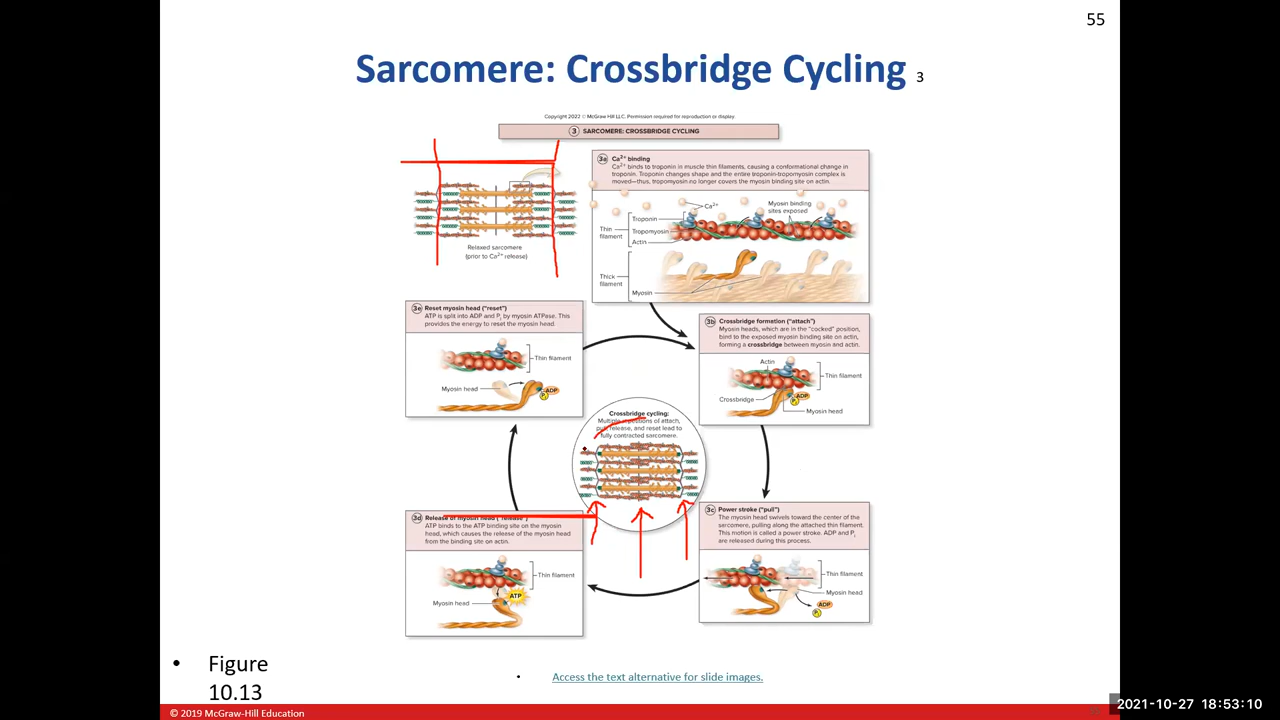 55
Sarcomere: Crossbridge Cycling 3
Copyright 2022 © McGraw Hill LLC. Permission required for reproduction or display.
3 SARCOMERE: CROSSBRIDGE CYCLING
3a Ca2+ binding
Ca2+ binds to troponin in muscle thin filaments, causing a conformational change in
troponin. Troponin changes shape and the entire troponin-tropomyosin complex is
moved—thus, tropomyosin no longer covers the myosin binding site on actin.
Ca2+
Myosin binding
sites exposed
Troponin
Thin
filament
Tropomyosin
Actin
Thick
filament
Myosin
Relaxed sarcomere
(prior to Ca2+ release)
3b Crossbridge formation ("attach")
Myosin heads, which are in the "cocked" position,
bind to the exposed myosin binding site on actin,
forming a crossbridge between myosin and actin.
Actin
Thin filament
Crossbridge
ADP
Pi
Myosin head
3c Power stroke ("pull")
The myosin head swivels toward the center of the
sarcomere, pulling along the attached thin filament.
This motion is called a power stroke. ADP and Pi
are released during this process.
Thin filament
Myosin head
ADP
Pi
3d Release of myosin head ("release")
ATP binds to the ATP binding site on the myosin
head, which causes the release of the myosin head
from the binding site on actin.
Thin filament
ATP
Myosin head
3e Reset myosin head ("reset")
ATP is split into ADP and Pi by myosin ATPase. This
provides the energy to reset the myosin head.
Thin filament
Myosin head
ADP
Pi
Crossbridge cycling:
Multiple repetitions of attach,
pull, release, and reset lead to
fully contracted sarcomere.
• Figure
10.13
• Access the text alternative for slide images.
© 2019 McGraw-Hill Education
2021-10-27 18:53:10